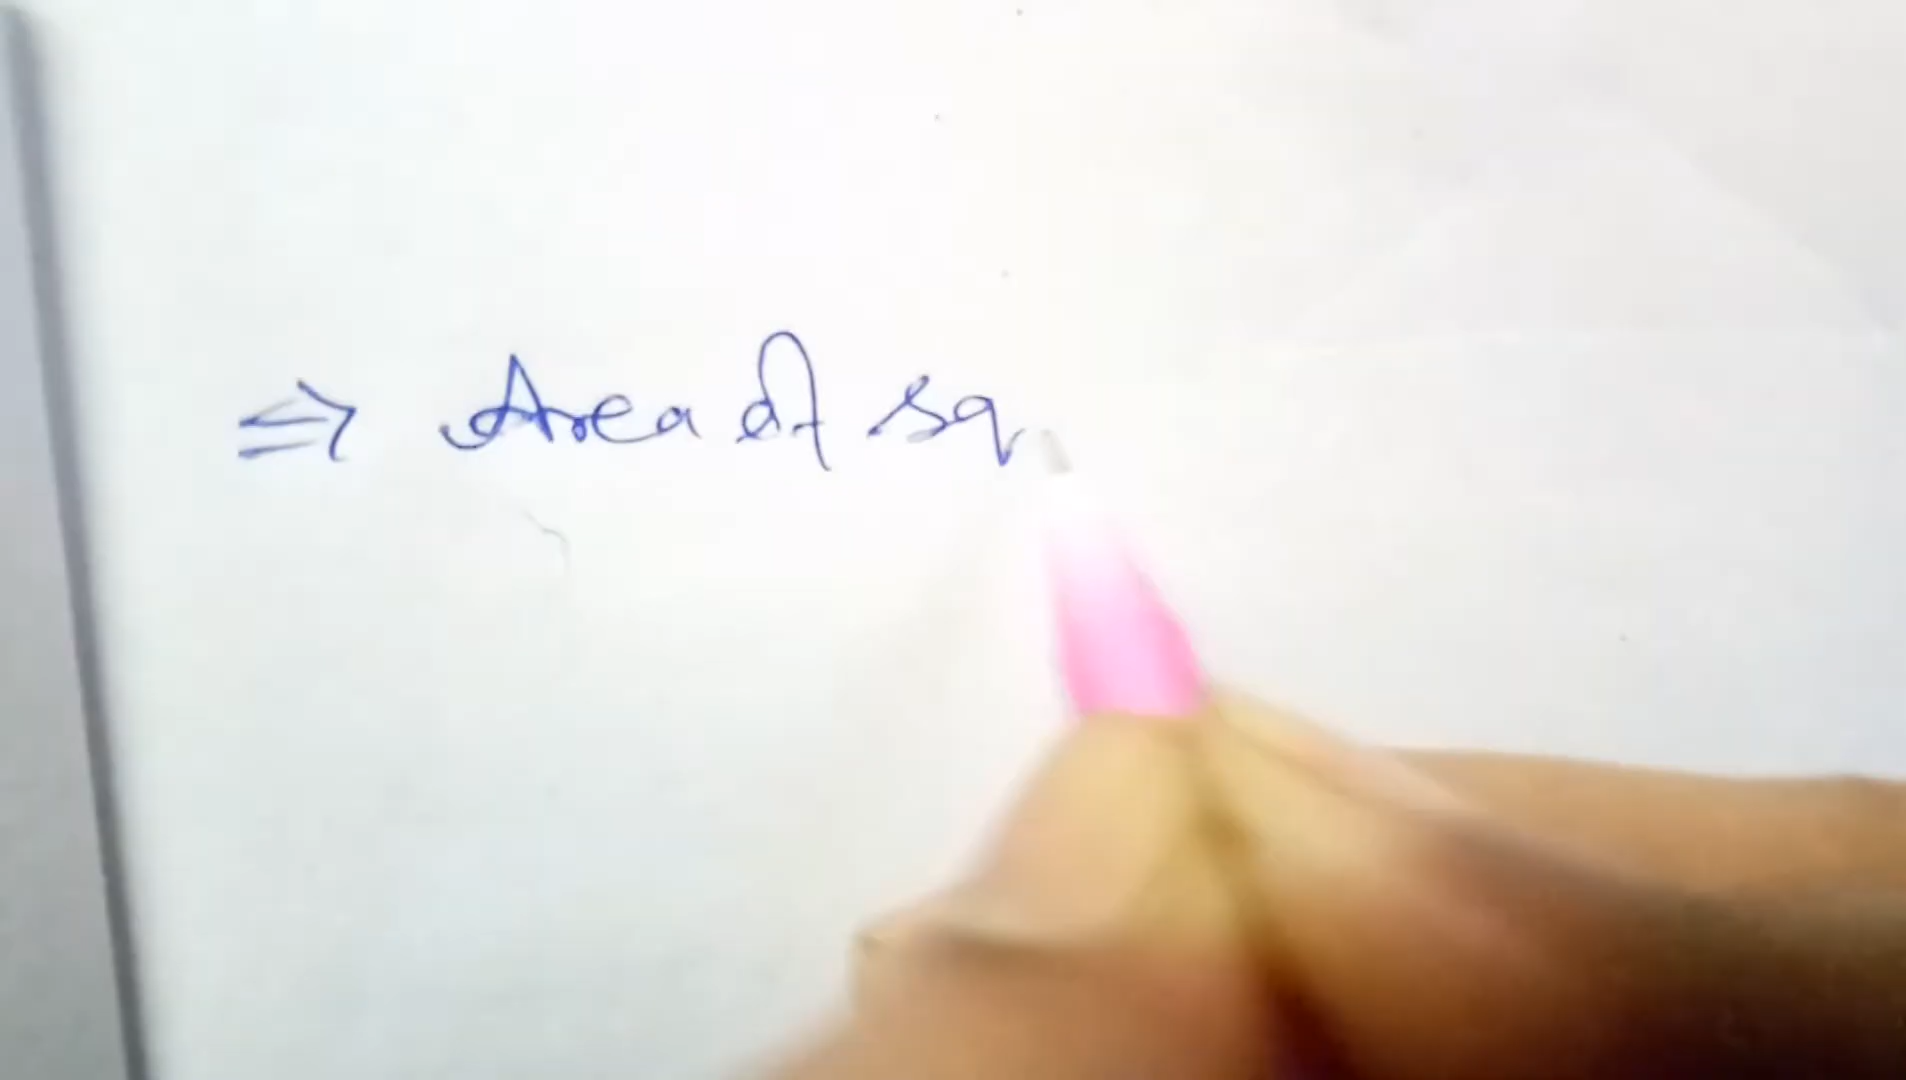 ⇒ Area of sq